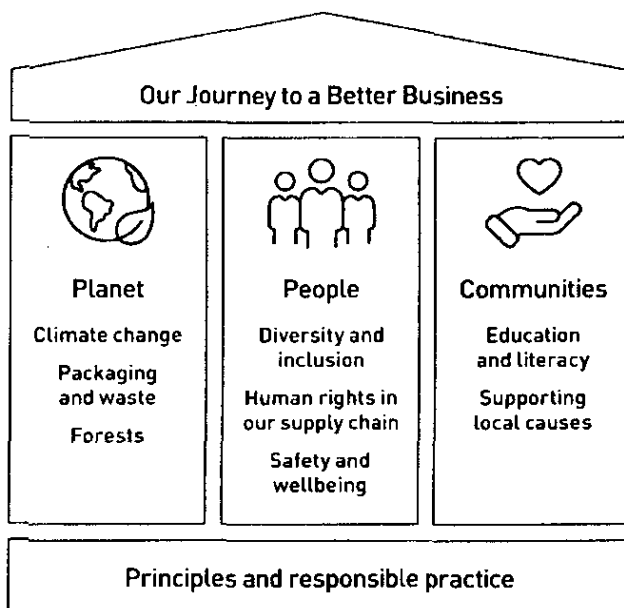 Our Journey to a Better Business
Planet
Climate change
Packaging
and waste
Forests
People
Diversity and
inclusion
Human rights in
our supply chain
Safety and
wellbeing
Communities
Education
and literacy
Supporting
local causes
Principles and responsible practice